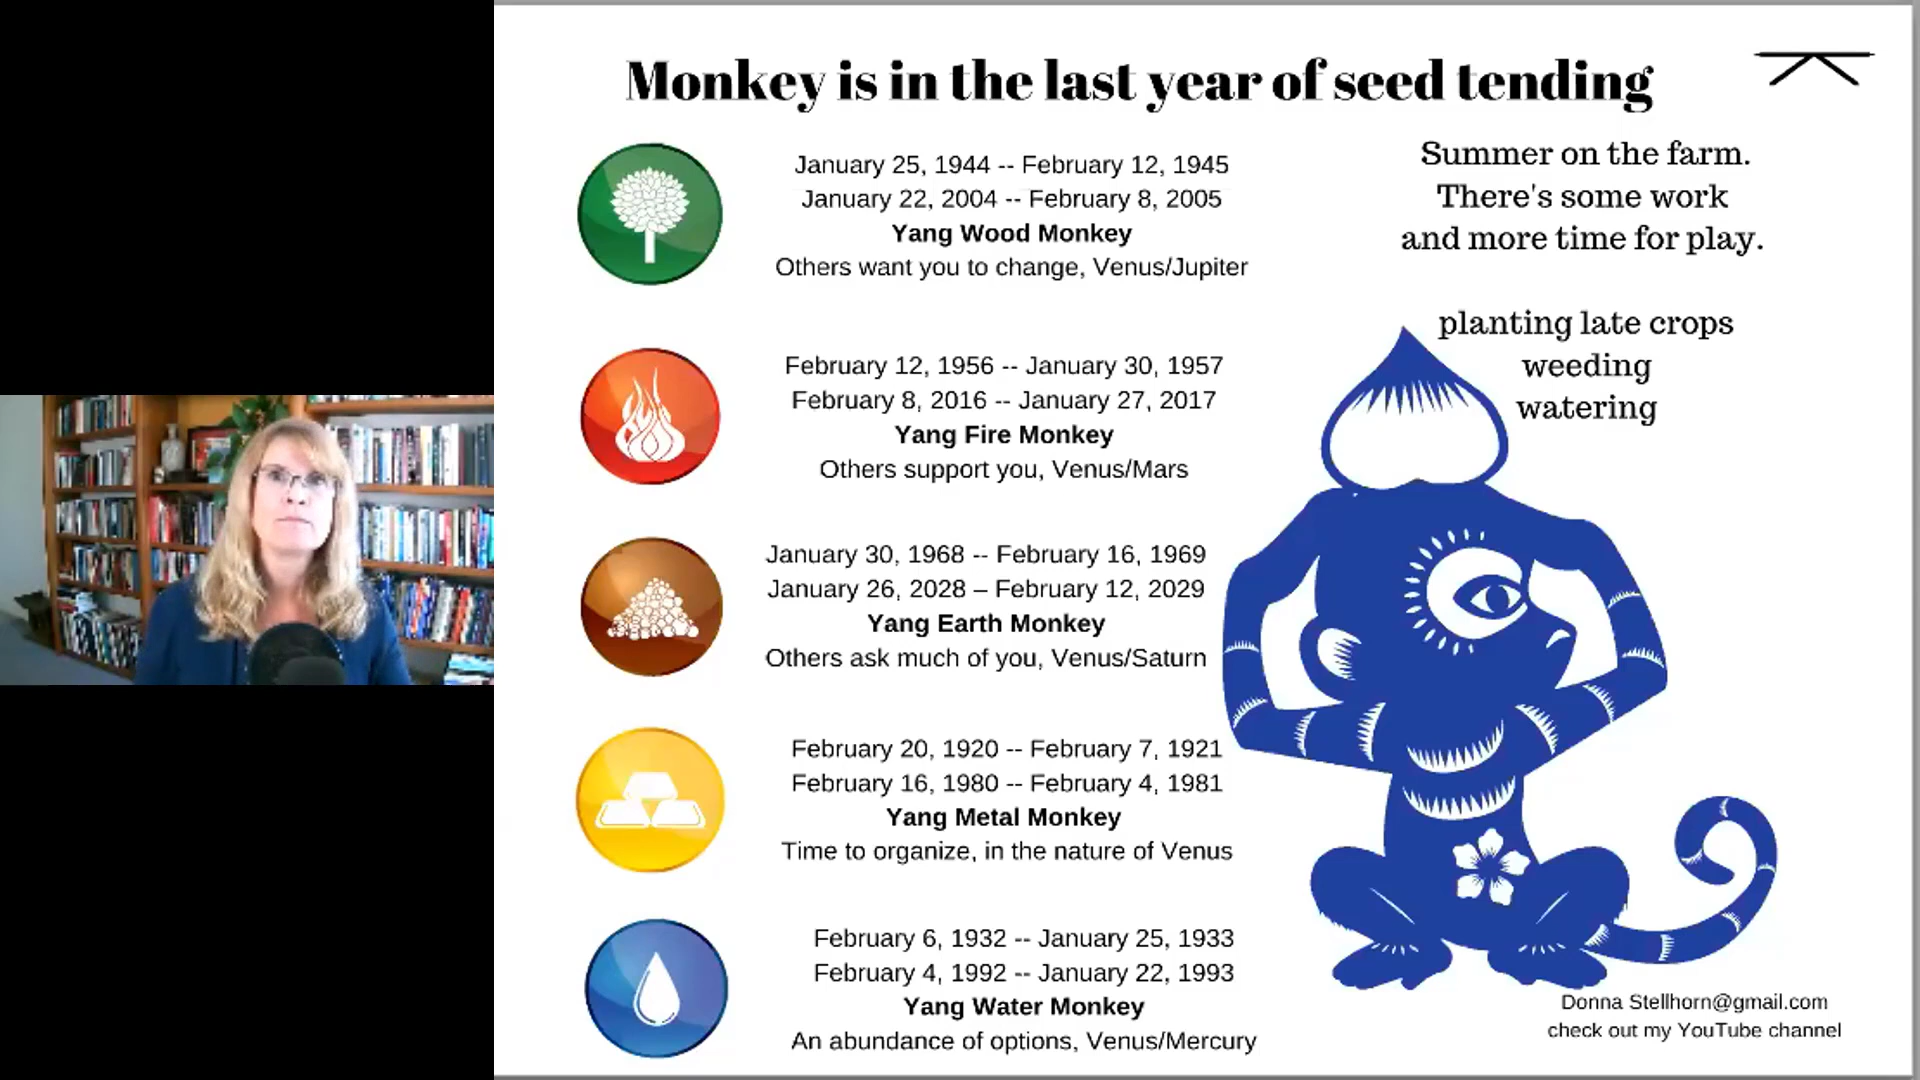 Monkey is in the last year of seed tending
January 25, 1944 -- February 12, 1945
January 22, 2004 -- February 8, 2005
Yang Wood Monkey
Others want you to change, Venus/Jupiter
February 12, 1956 -- January 30, 1957
February 8, 2016 -- January 27, 2017
Yang Fire Monkey
Others support you, Venus/Mars
January 30, 1968 -- February 16, 1969
January 26, 2028 – February 12, 2029
Yang Earth Monkey
Others ask much of you, Venus/Saturn
February 20, 1920 -- February 7, 1921
February 16, 1980 -- February 4, 1981
Yang Metal Monkey
Time to organize, in the nature of Venus
February 6, 1932 -- January 25, 1933
February 4, 1992 -- January 22, 1993
Yang Water Monkey
An abundance of options, Venus/Mercury
Summer on the farm.
There's some work
and more time for play.
planting late crops
weeding
watering
Donna Stellhorn@gmail.com
check out my YouTube channel